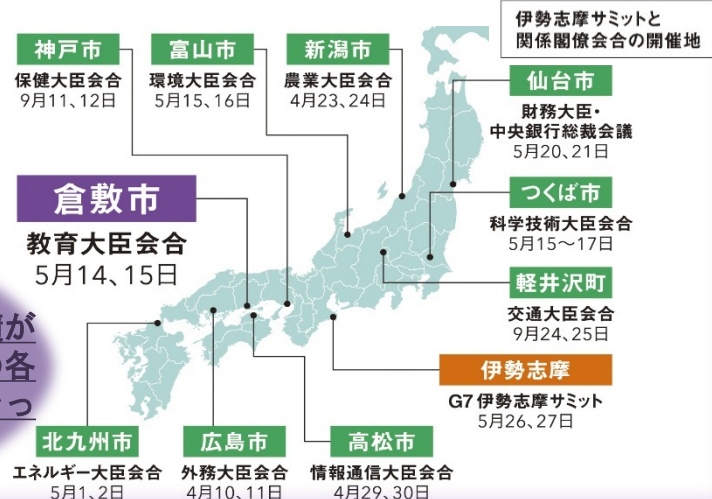 伊勢志摩サミットと
関係閣僚会合の開催地
神戸市
保健大臣会合
9月11、12日
富山市
環境大臣会合
5月15、16日
新潟市
農業大臣会合
4月23、24日
仙台市
財務大臣・
中央銀行総裁会議
5月20、21日
倉敷市
教育大臣会合
5月14、15日
つくば市
科学技術大臣会合
5月15～17日
軽井沢町
交通大臣会合
9月24、25日
伊勢志摩
G7伊勢志摩サミット
5月26、27日
が
各
っ
北九州市
エネルギー大臣会合
5月1、2日
広島市
外務大臣会合
4月10、11日
高松市
情報通信大臣会合
4月29、30日